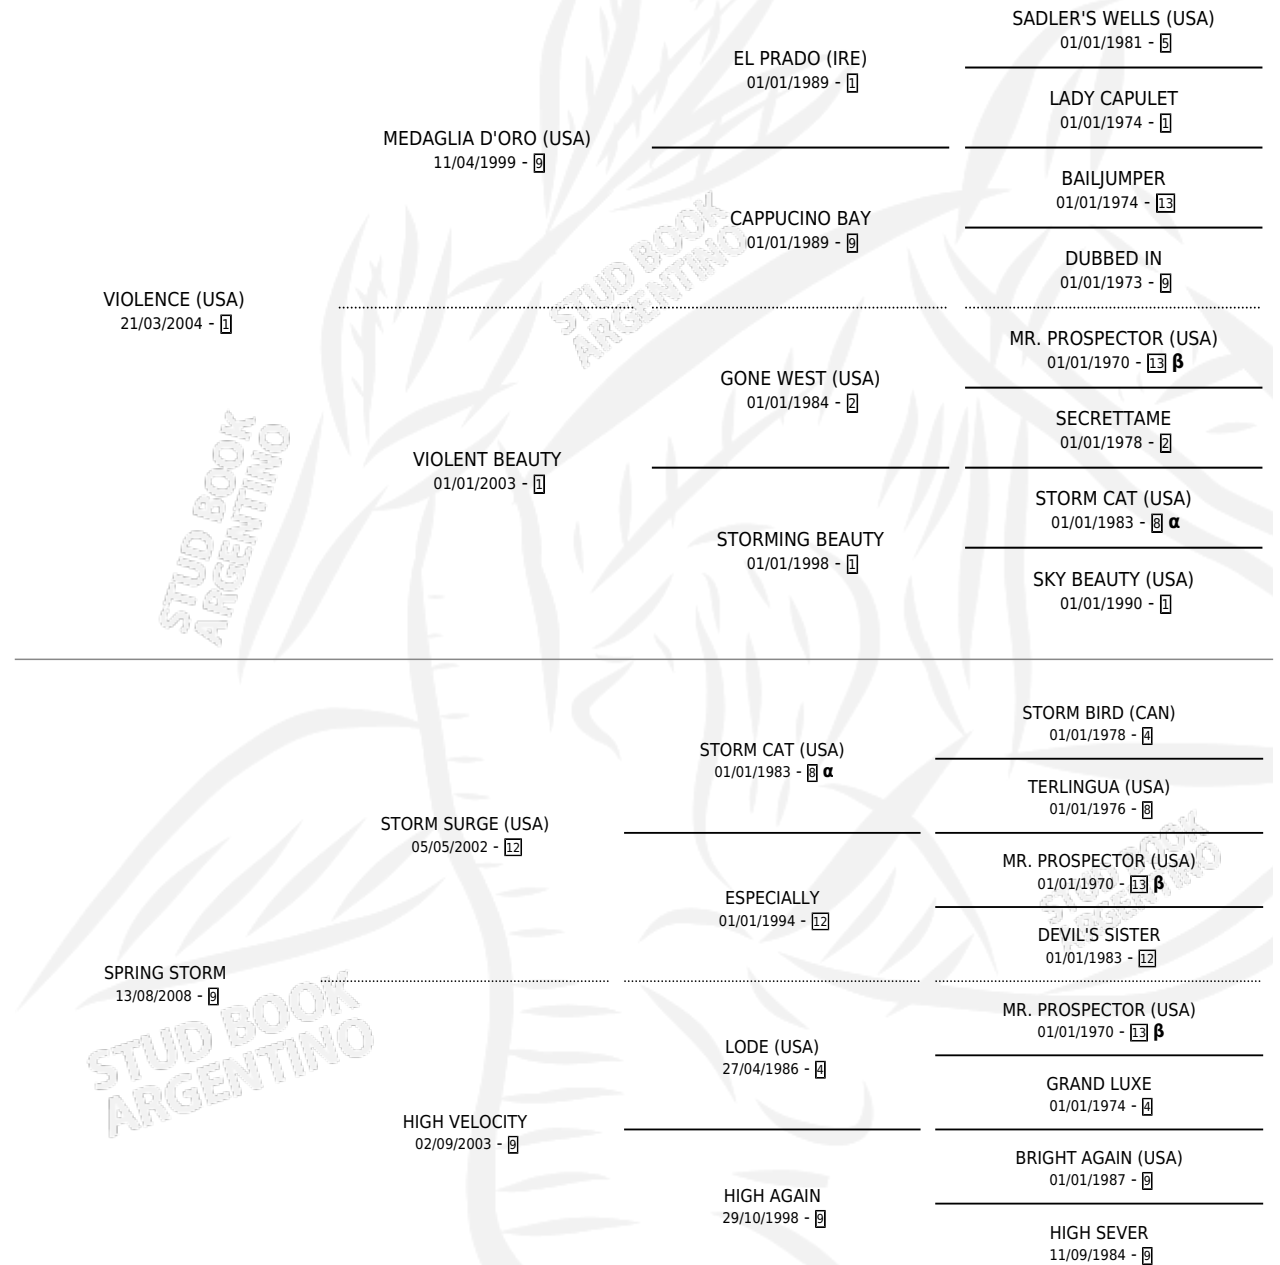 SADLER'S WELLS (USA)
01/01/1981 - 5
EL PRADO (IRE)
01/01/1989 - 1
LADY CAPULET
01/01/1974 - 1
MEDAGLIA D'ORO (USA)
11/04/1999 - 9
BAILJUMPER
01/01/1974 - 13
CAPPUCINO BAY
01/01/1989 - 9
DUBBED IN
01/01/1973 - 9
STUD BOOK
ARGENTINO
VIOLENCE (USA)
21/03/2004 - 1
MR. PROSPECTOR (USA)
01/01/1970 - 13 β
GONE WEST (USA)
01/01/1984 - 2
SECRETTAME
01/01/1978 - 2
VIOLENT BEAUTY
01/01/2003 - 1
STORM CAT (USA)
01/01/1983 - 8 α
STORMING BEAUTY
01/01/1998 - 1
SKY BEAUTY (USA)
01/01/1990 - 1
STUD BOOK
ARGENTINO
STORM BIRD (CAN)
01/01/1978 - 4
STORM CAT (USA)
01/01/1983 - 8 α
TERLINGUA (USA)
01/01/1976 - 8
STORM SURGE (USA)
05/05/2002 - 12
MR. PROSPECTOR (USA)
01/01/1970 - 13 β
ESPECIALLY
01/01/1994 - 12
DEVIL'S SISTER
01/01/1983 - 12
STUD BOOK
ARGENTINO
SPRING STORM
13/08/2008 - 9
MR. PROSPECTOR (USA)
01/01/1970 - 13 β
LODE (USA)
27/04/1986 - 4
GRAND LUXE
01/01/1974 - 4
HIGH VELOCITY
02/09/2003 - 9
BRIGHT AGAIN (USA)
01/01/1987 - 9
HIGH AGAIN
29/10/1998 - 9
HIGH SEVER
11/09/1984 - 9
STUD BOOK
ARGENTINO